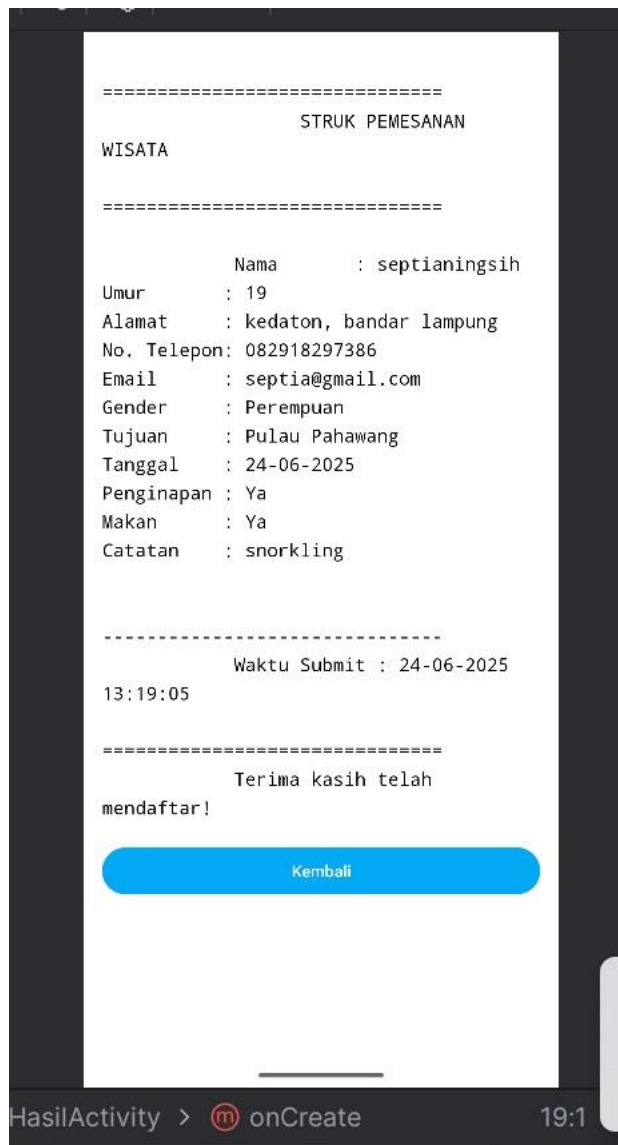 ===============================
STRUK PEMESANAN
WISATA
===============================
Nama : septianingsih
Umur : 19
Alamat : kedaton, bandar lampung
No. Telepon: 082918297386
Email : septia@gmail.com
Gender : Perempuan
Tujuan : Pulau Pahawang
Tanggal : 24-06-2025
Penginapan : Ya
Makan : Ya
Catatan : snorkling
-------------------------------
Waktu Submit : 24-06-2025
13:19:05
===============================
Terima kasih telah
mendaftar!
Kembali
HasilActivity > m onCreate 19:1